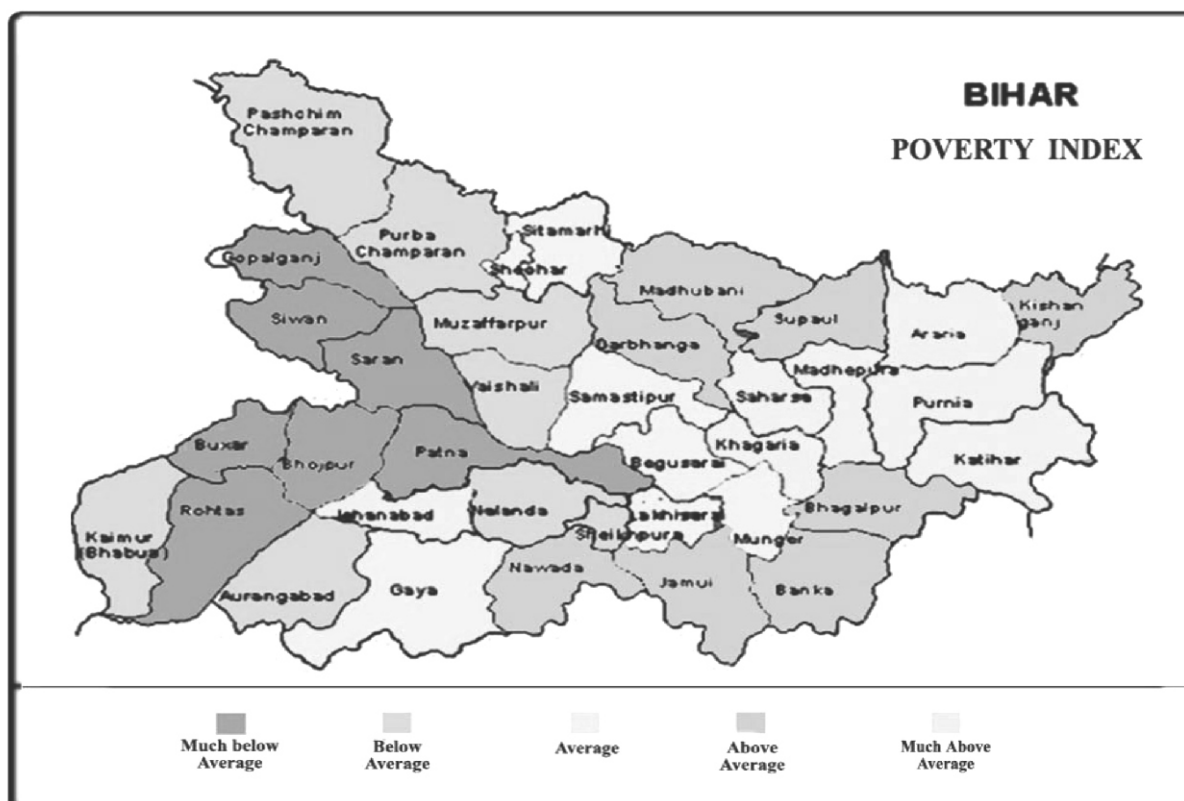 BIHAR
POVERTY INDEX
Pashchim
Champaran
Purba
Champaran
Sitamarhi
Sheohar
Gopalganj
Siwan
Saran
Muzaffarpur
Vaishali
Madhubani
Darbhanga
Supaul
Araria
Kishan
ganj
Madhepura
Samastipur
Saharsa
Purnia
Katihar
Khagaria
Begusarai
Buxar
Bhojpur
Patna
Rohtas
Kaimur
(Bhabua)
Jehanabad
Nalanda
Sheikhpura
Lakhisarai
Munger
Bhagalpur
Aurangabad
Gaya
Nawada
Jamui
Banka
Much below
Average
Below
Average
Average
Above
Average
Much Above
Average